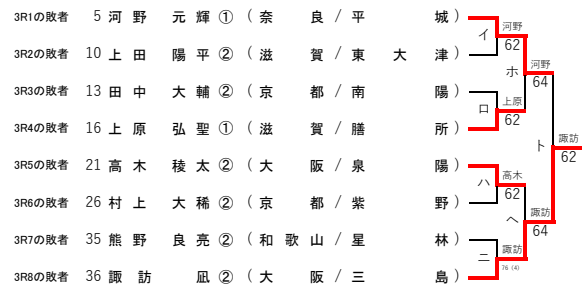 3R1の敗者 5 河野 元輝 ① (奈良/平城)
イ 河野 62
3R2の敗者 10 上田 陽平 ② (滋賀/東大津)
ホ 河野 64
3R3の敗者 13 田中 大輔 ② (京都/南陽)
ロ 上原 62
3R4の敗者 16 上原 弘聖 ① (滋賀/膳所)
ト 諏訪 62
3R5の敗者 21 高木 稜太 ② (大阪/泉陽)
ハ 高木 62
3R6の敗者 26 村上 大稀 ② (京都/紫野)
ヘ 諏訪 64
3R7の敗者 35 熊野 良亮 ② (和歌山/星林)
ニ 諏訪 76(4)
3R8の敗者 36 諏訪 凪 ② (大阪/三島)